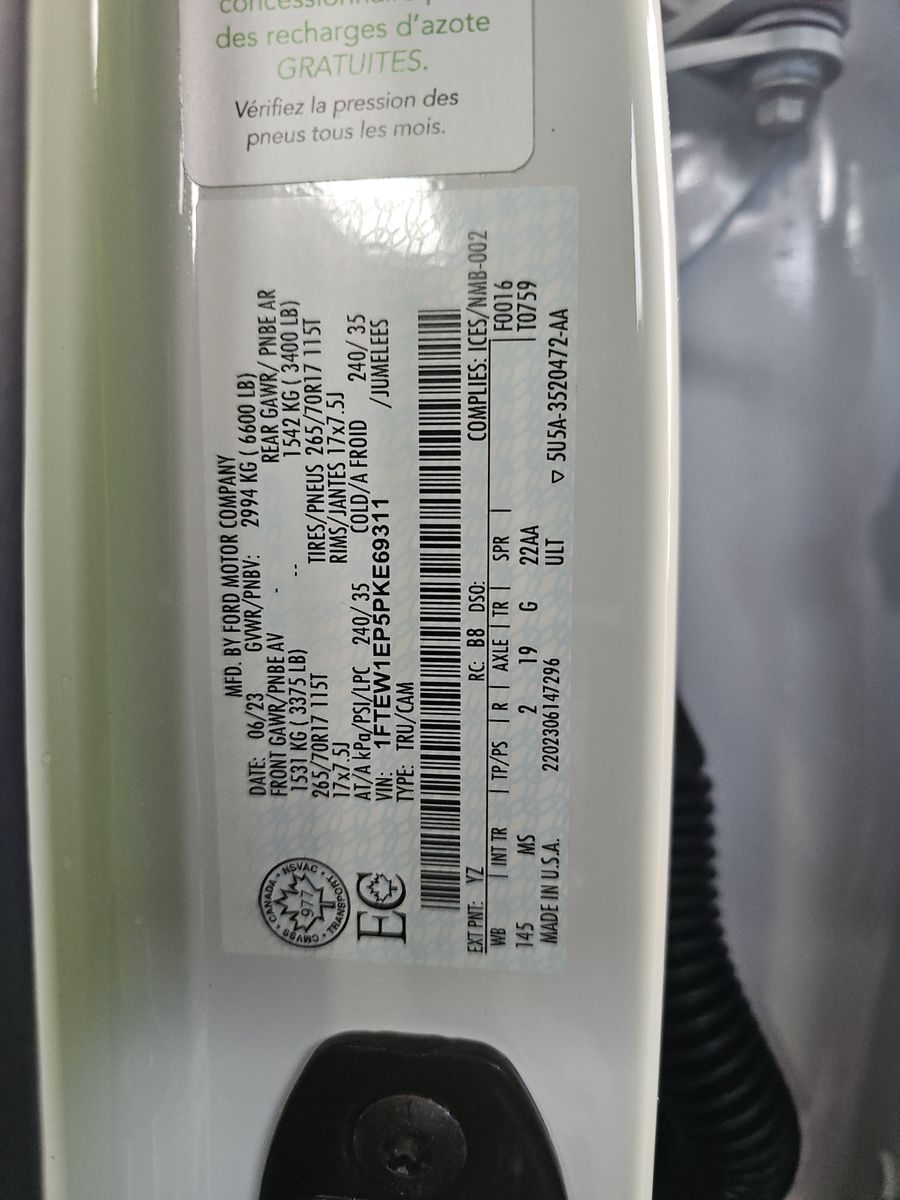 concessionnaire
des recharges d'azote
GRATUITES.
Vérifiez la pression des
pneus tous les mois.
MFD. BY FORD MOTOR COMPANY
DATE: 06/23 GVWR/PNBV: 2994 KG ( 6600 LB)
FRONT GAWR/PNBE AV - REAR GAWR/ PNBE AR
1531 KG ( 3375 LB) -- 1542 KG ( 3400 LB)
265/70R17 115T TIRES/PNEUS 265/70R17 115T
17x7.5J RIMS/JANTES 17x7.5J
AT/A kPa/PSI/LPC 240/ 35 COLD/A FROID 240/ 35
VIN: 1FTEW1EP5PKE69311 /JUMELEES
TYPE: TRU/CAM
CANADA • NSVAC • TRANSPORT • CMVSS •
977
EC
EXT PNT: YZ RC: B8 DSO: COMPLIES: ICES/NMB-002
WB | INT TR | TP/PS | R | AXLE | TR | SPR | F0016
145 MS 2 19 G 22AA T0759
ULT
MADE IN U.S.A. 2202306147296 ▽ 5U5A-3520472-AA